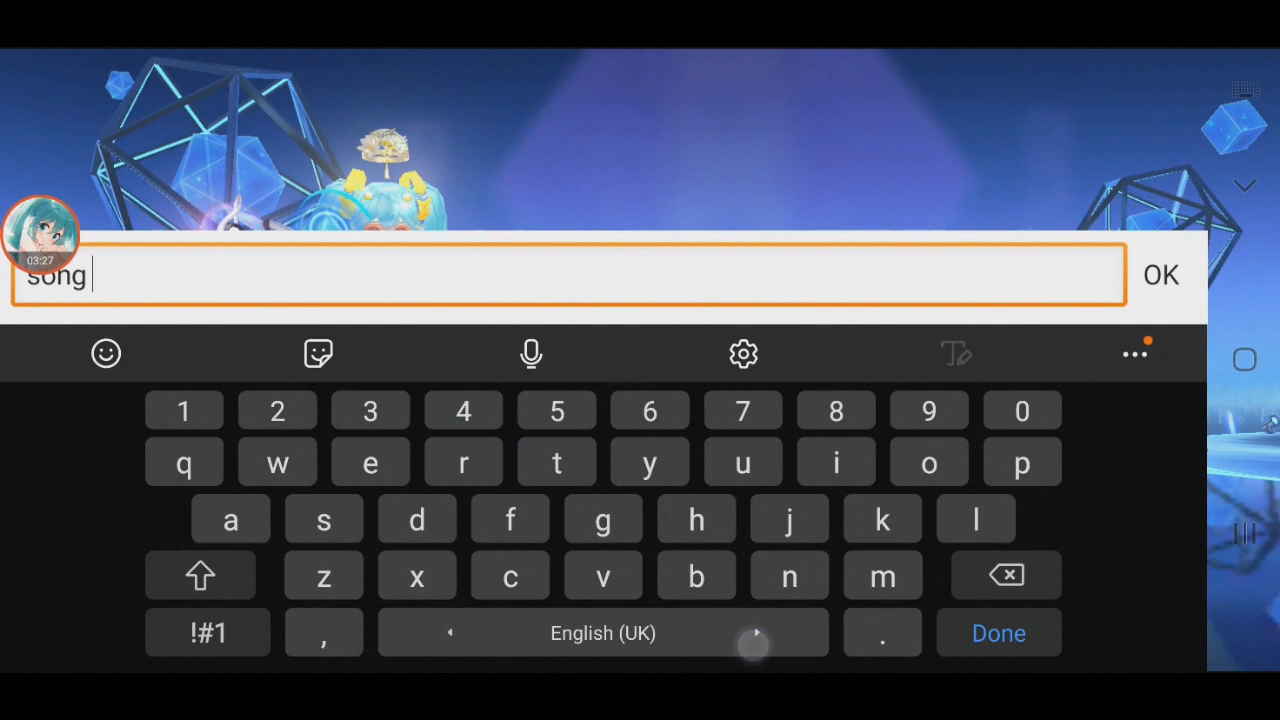 03:27
song
OK
1 2 3 4 5 6 7 8 9 0
q w e r t y u i o p
a s d f g h j k l
z x c v b n m
!#1 , English (UK) . Done